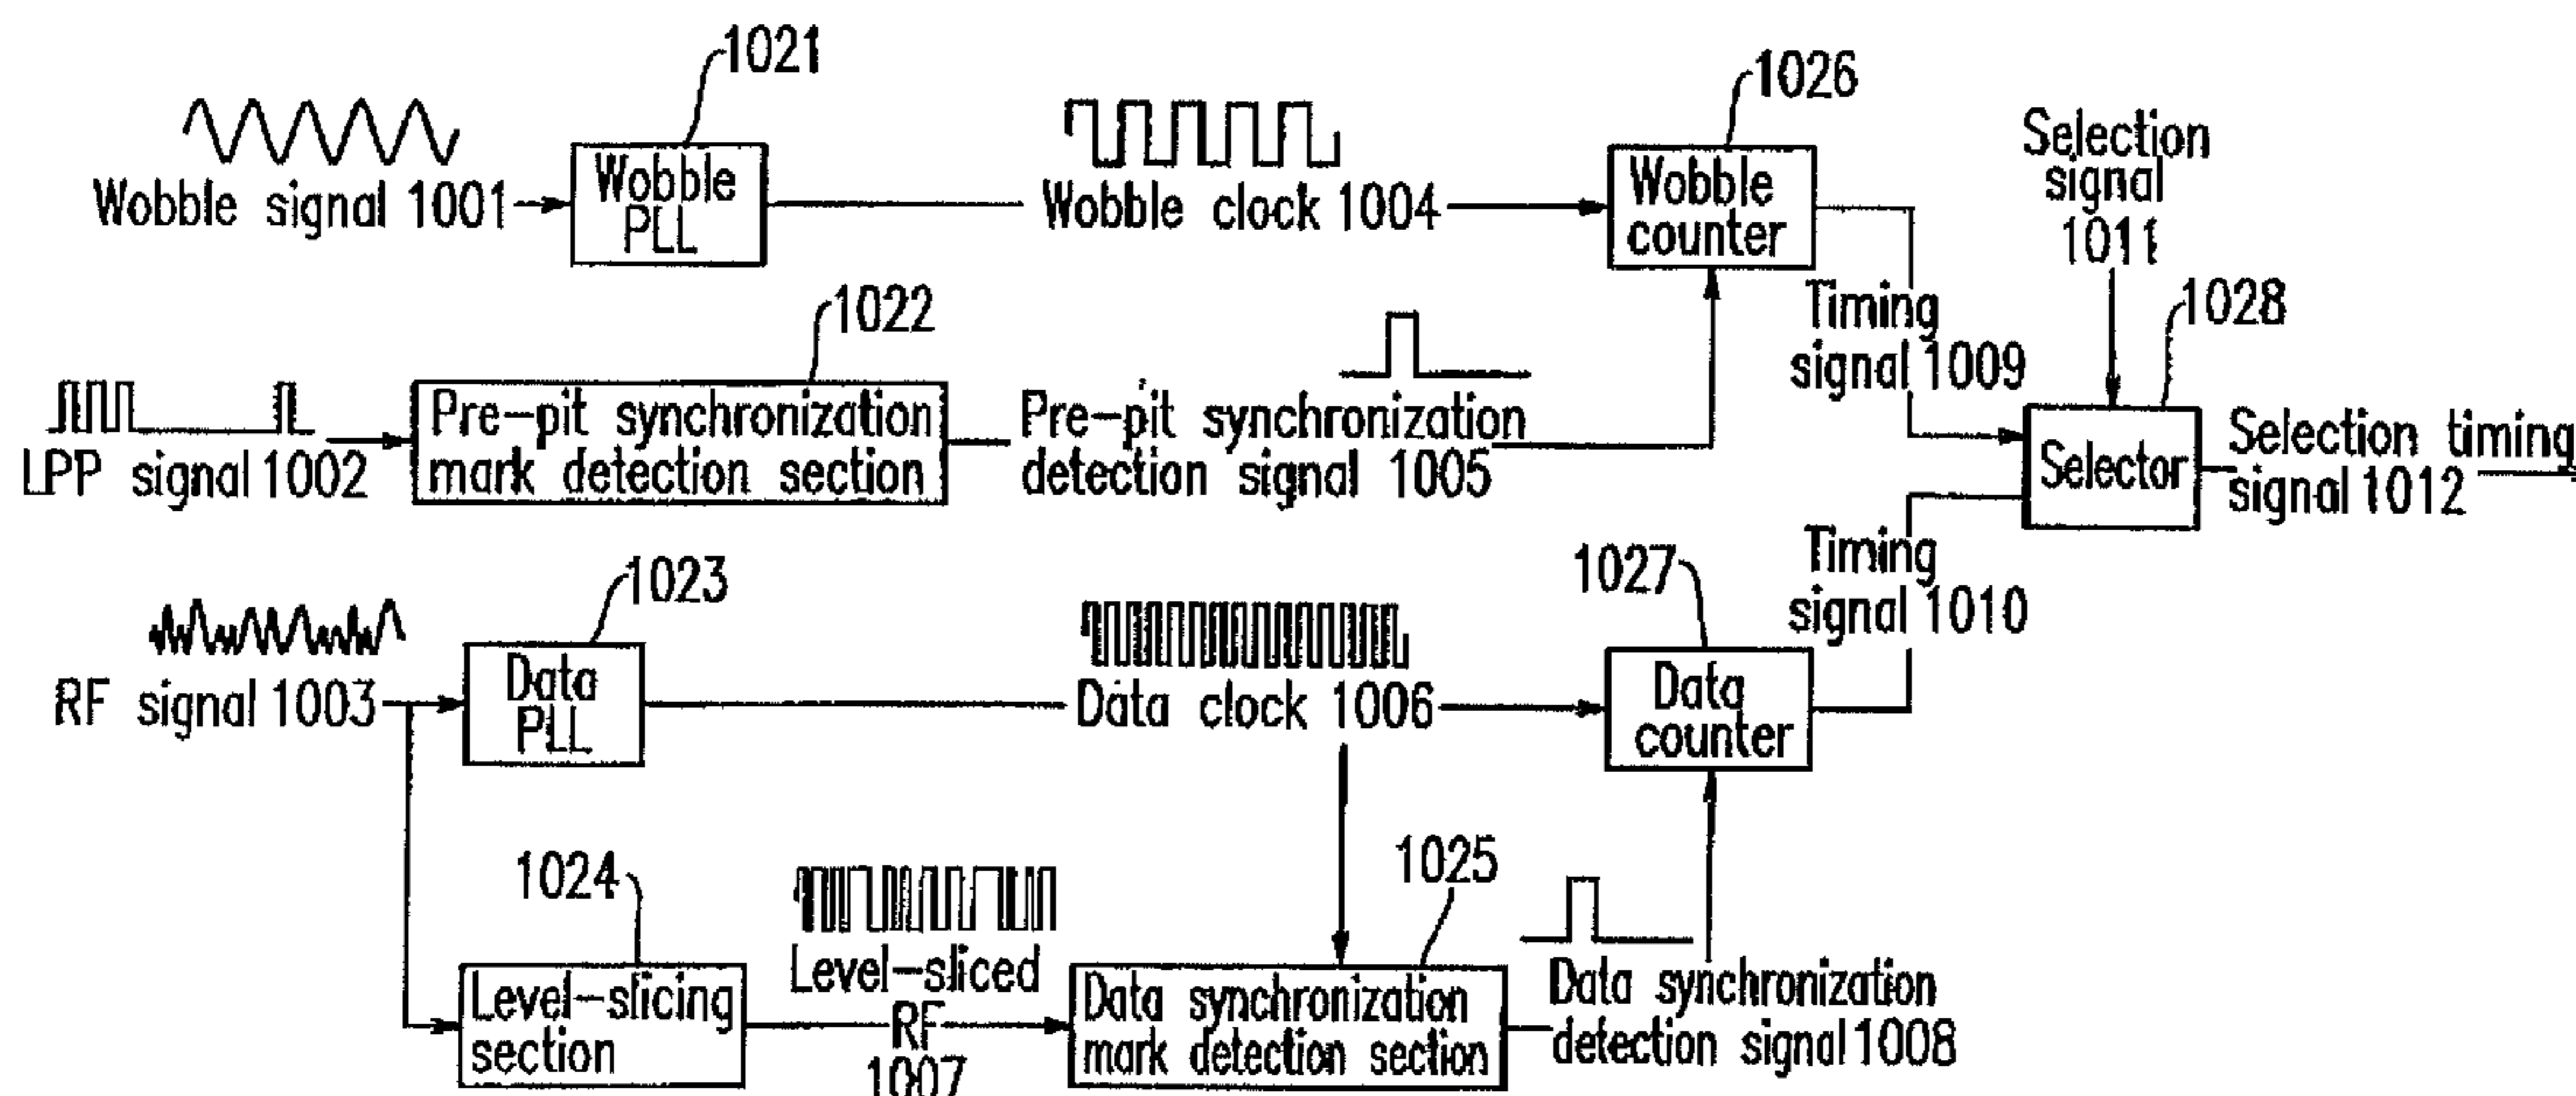 1021
Wobble signal 1001
Wobble
PLL
Wobble clock 1004
1026
Wobble
counter
Selection
signal
1011
1022
LPP signal 1002
Pre-pit synchronization
mark detection section
Pre-pit synchronization
detection signal 1005
Timing
signal 1009
1028
Selector
Selection timing
signal 1012
1023
RF signal 1003
Data
PLL
Data clock 1006
1027
Data
counter
Timing
signal 1010
1024
Level-slicing
section
Level-sliced
RF
1007
1025
Data synchronization
mark detection section
Data synchronization
detection signal 1008